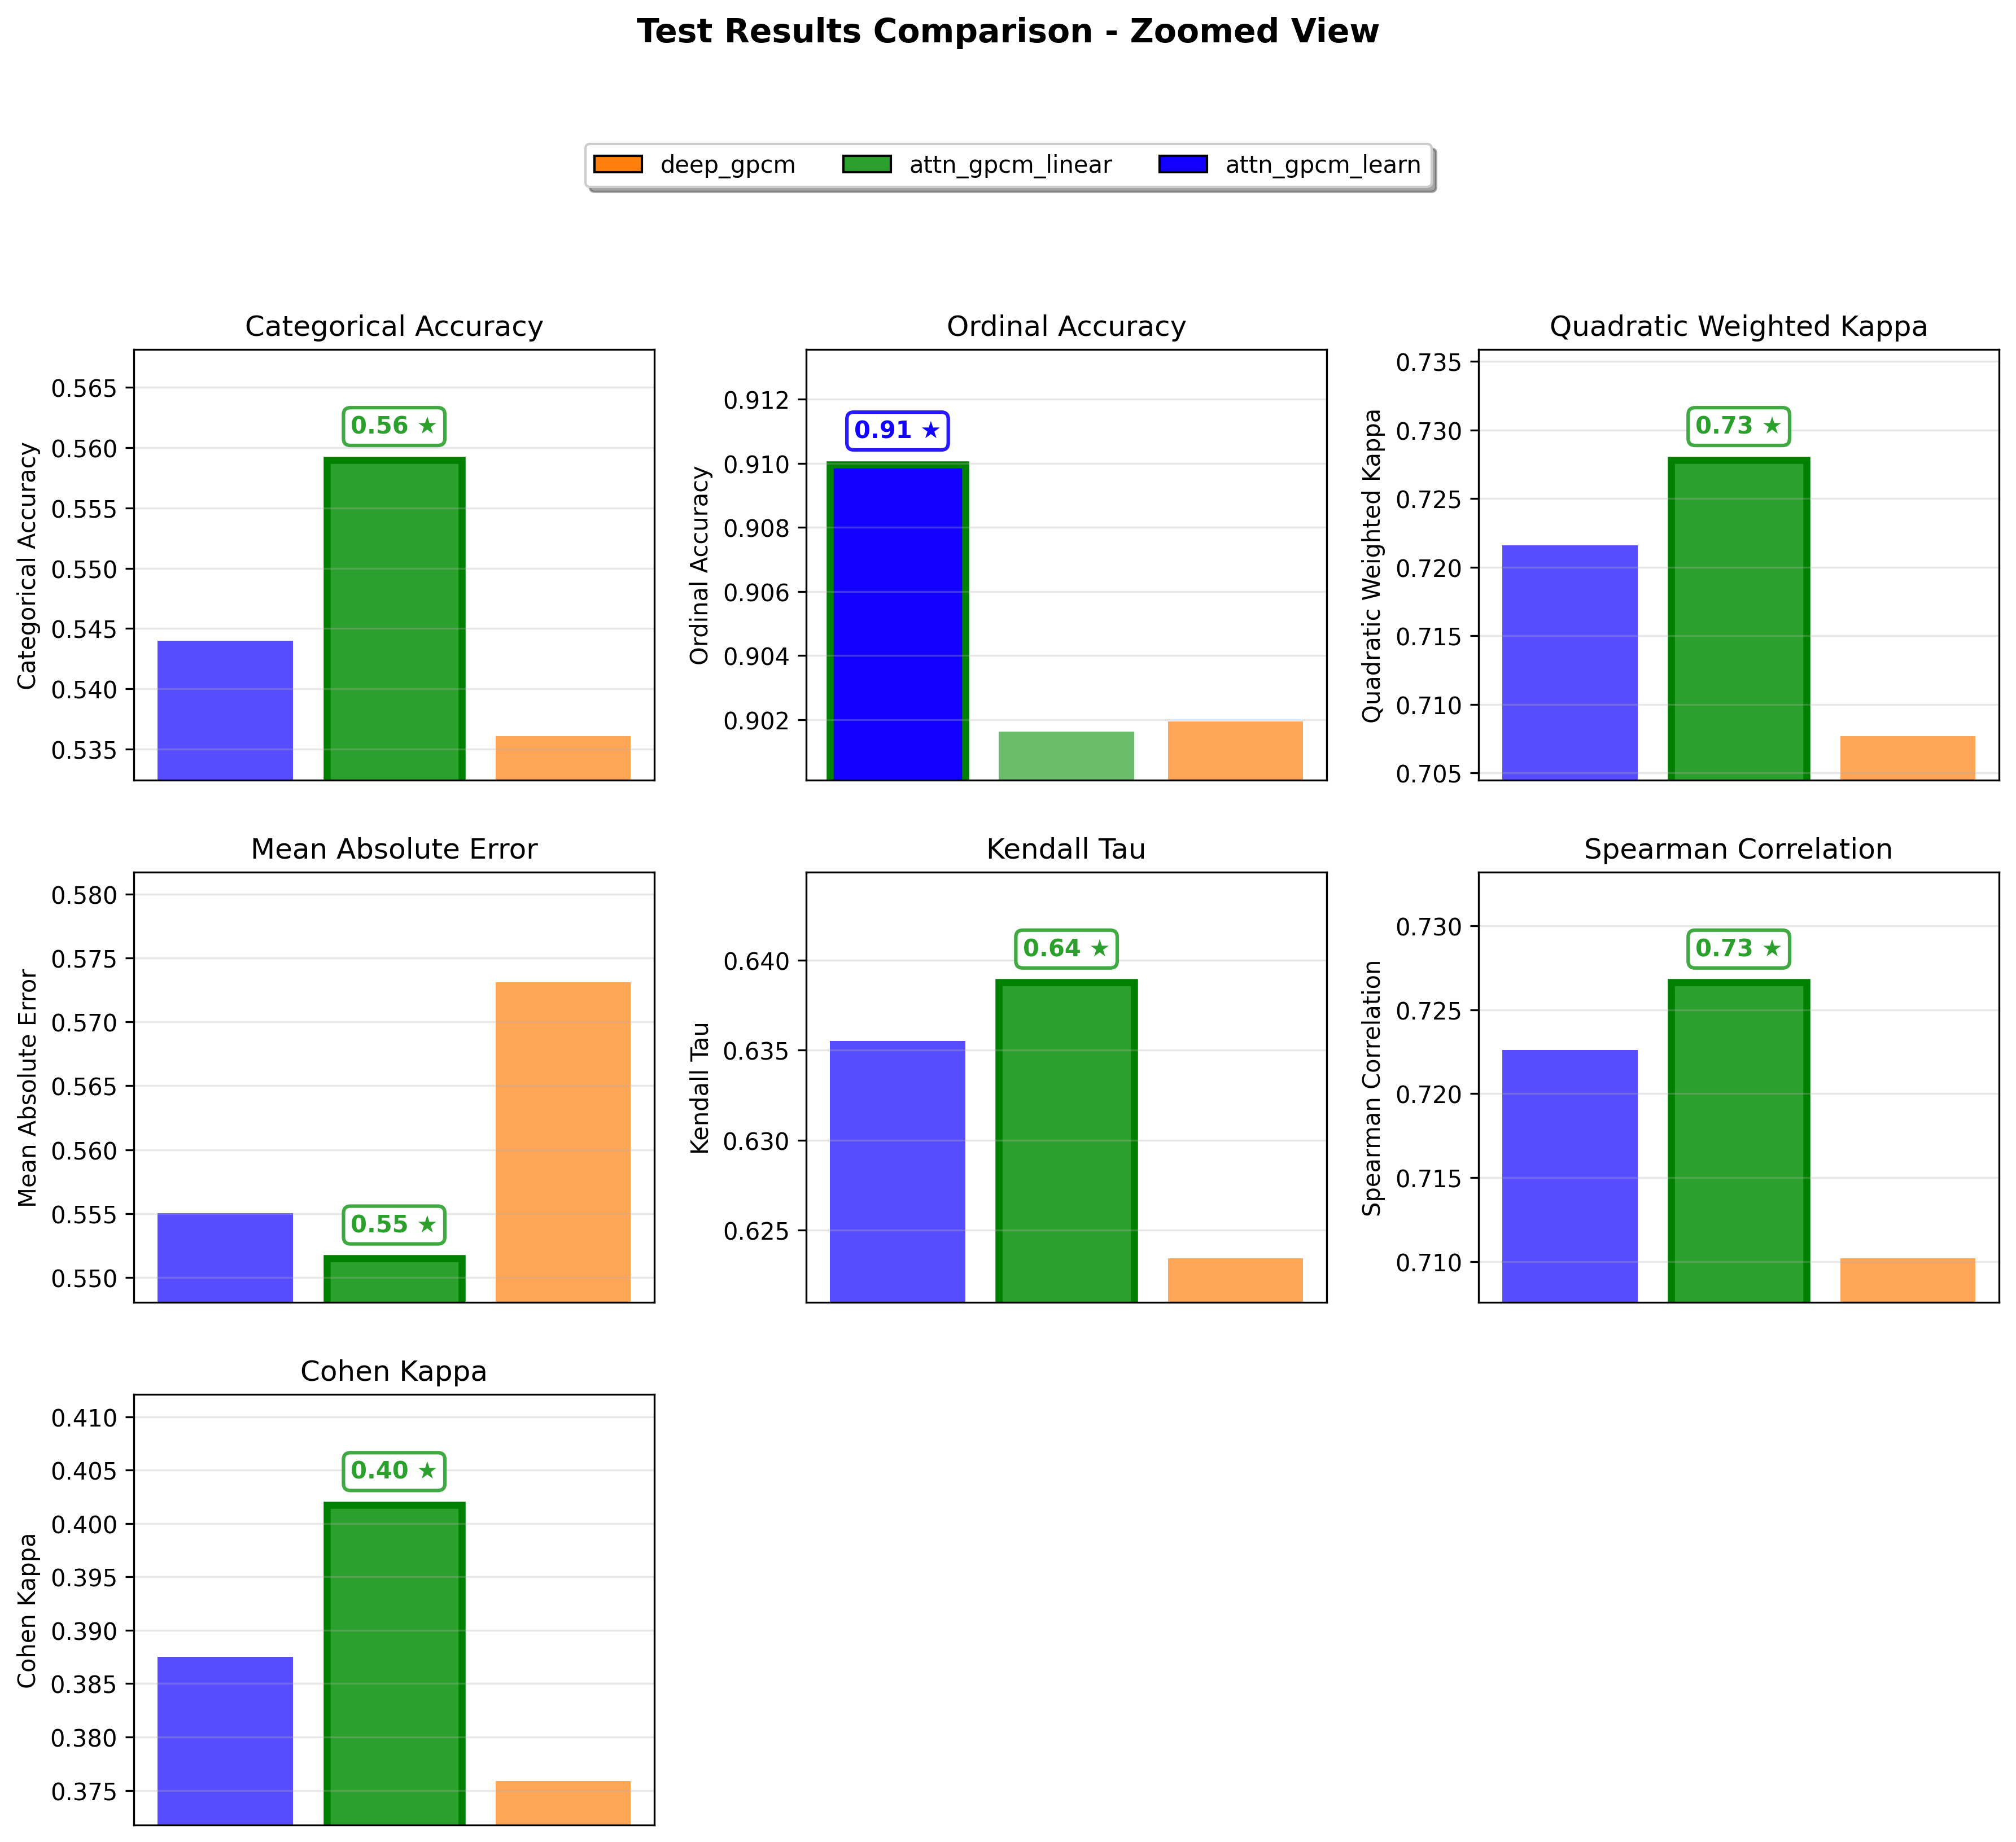 Test Results Comparison - Zoomed View
deep_gpcm
attn_gpcm_linear
attn_gpcm_learn
Categorical Accuracy
Categorical Accuracy
0.565
0.560
0.555
0.550
0.545
0.540
0.535
0.56 ★
Ordinal Accuracy
Ordinal Accuracy
0.912
0.910
0.908
0.906
0.904
0.902
0.91 ★
Quadratic Weighted Kappa
Quadratic Weighted Kappa
0.735
0.730
0.725
0.720
0.715
0.710
0.705
0.73 ★
Mean Absolute Error
Mean Absolute Error
0.580
0.575
0.570
0.565
0.560
0.555
0.550
0.55 ★
Kendall Tau
Kendall Tau
0.640
0.635
0.630
0.625
0.64 ★
Spearman Correlation
Spearman Correlation
0.730
0.725
0.720
0.715
0.710
0.73 ★
Cohen Kappa
Cohen Kappa
0.410
0.405
0.400
0.395
0.390
0.385
0.380
0.375
0.40 ★